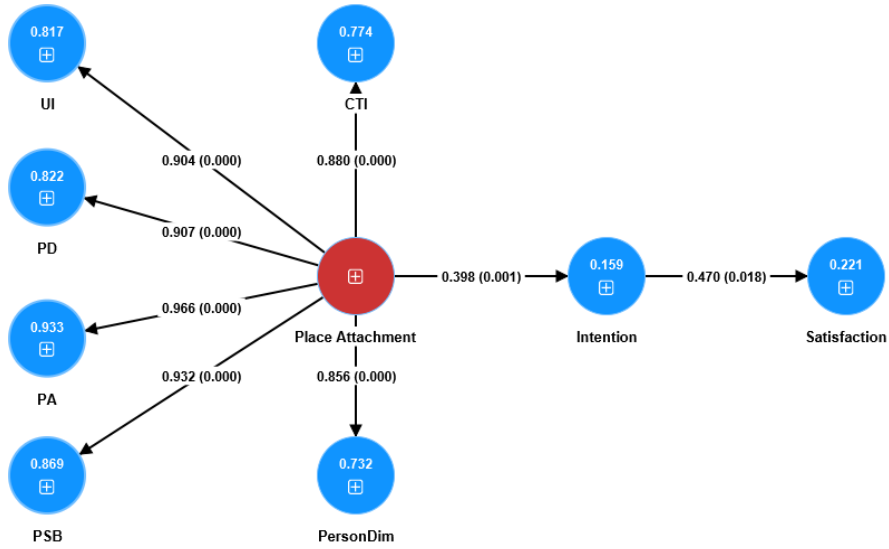 0.817
UI
0.774
CTI
0.904 (0.000)
0.880 (0.000)
0.822
PD
0.907 (0.000)
Place Attachment
0.398 (0.001)
0.159
Intention
0.470 (0.018)
0.221
Satisfaction
0.966 (0.000)
0.933
PA
0.932 (0.000)
0.856 (0.000)
0.869
PSB
0.732
PersonDim